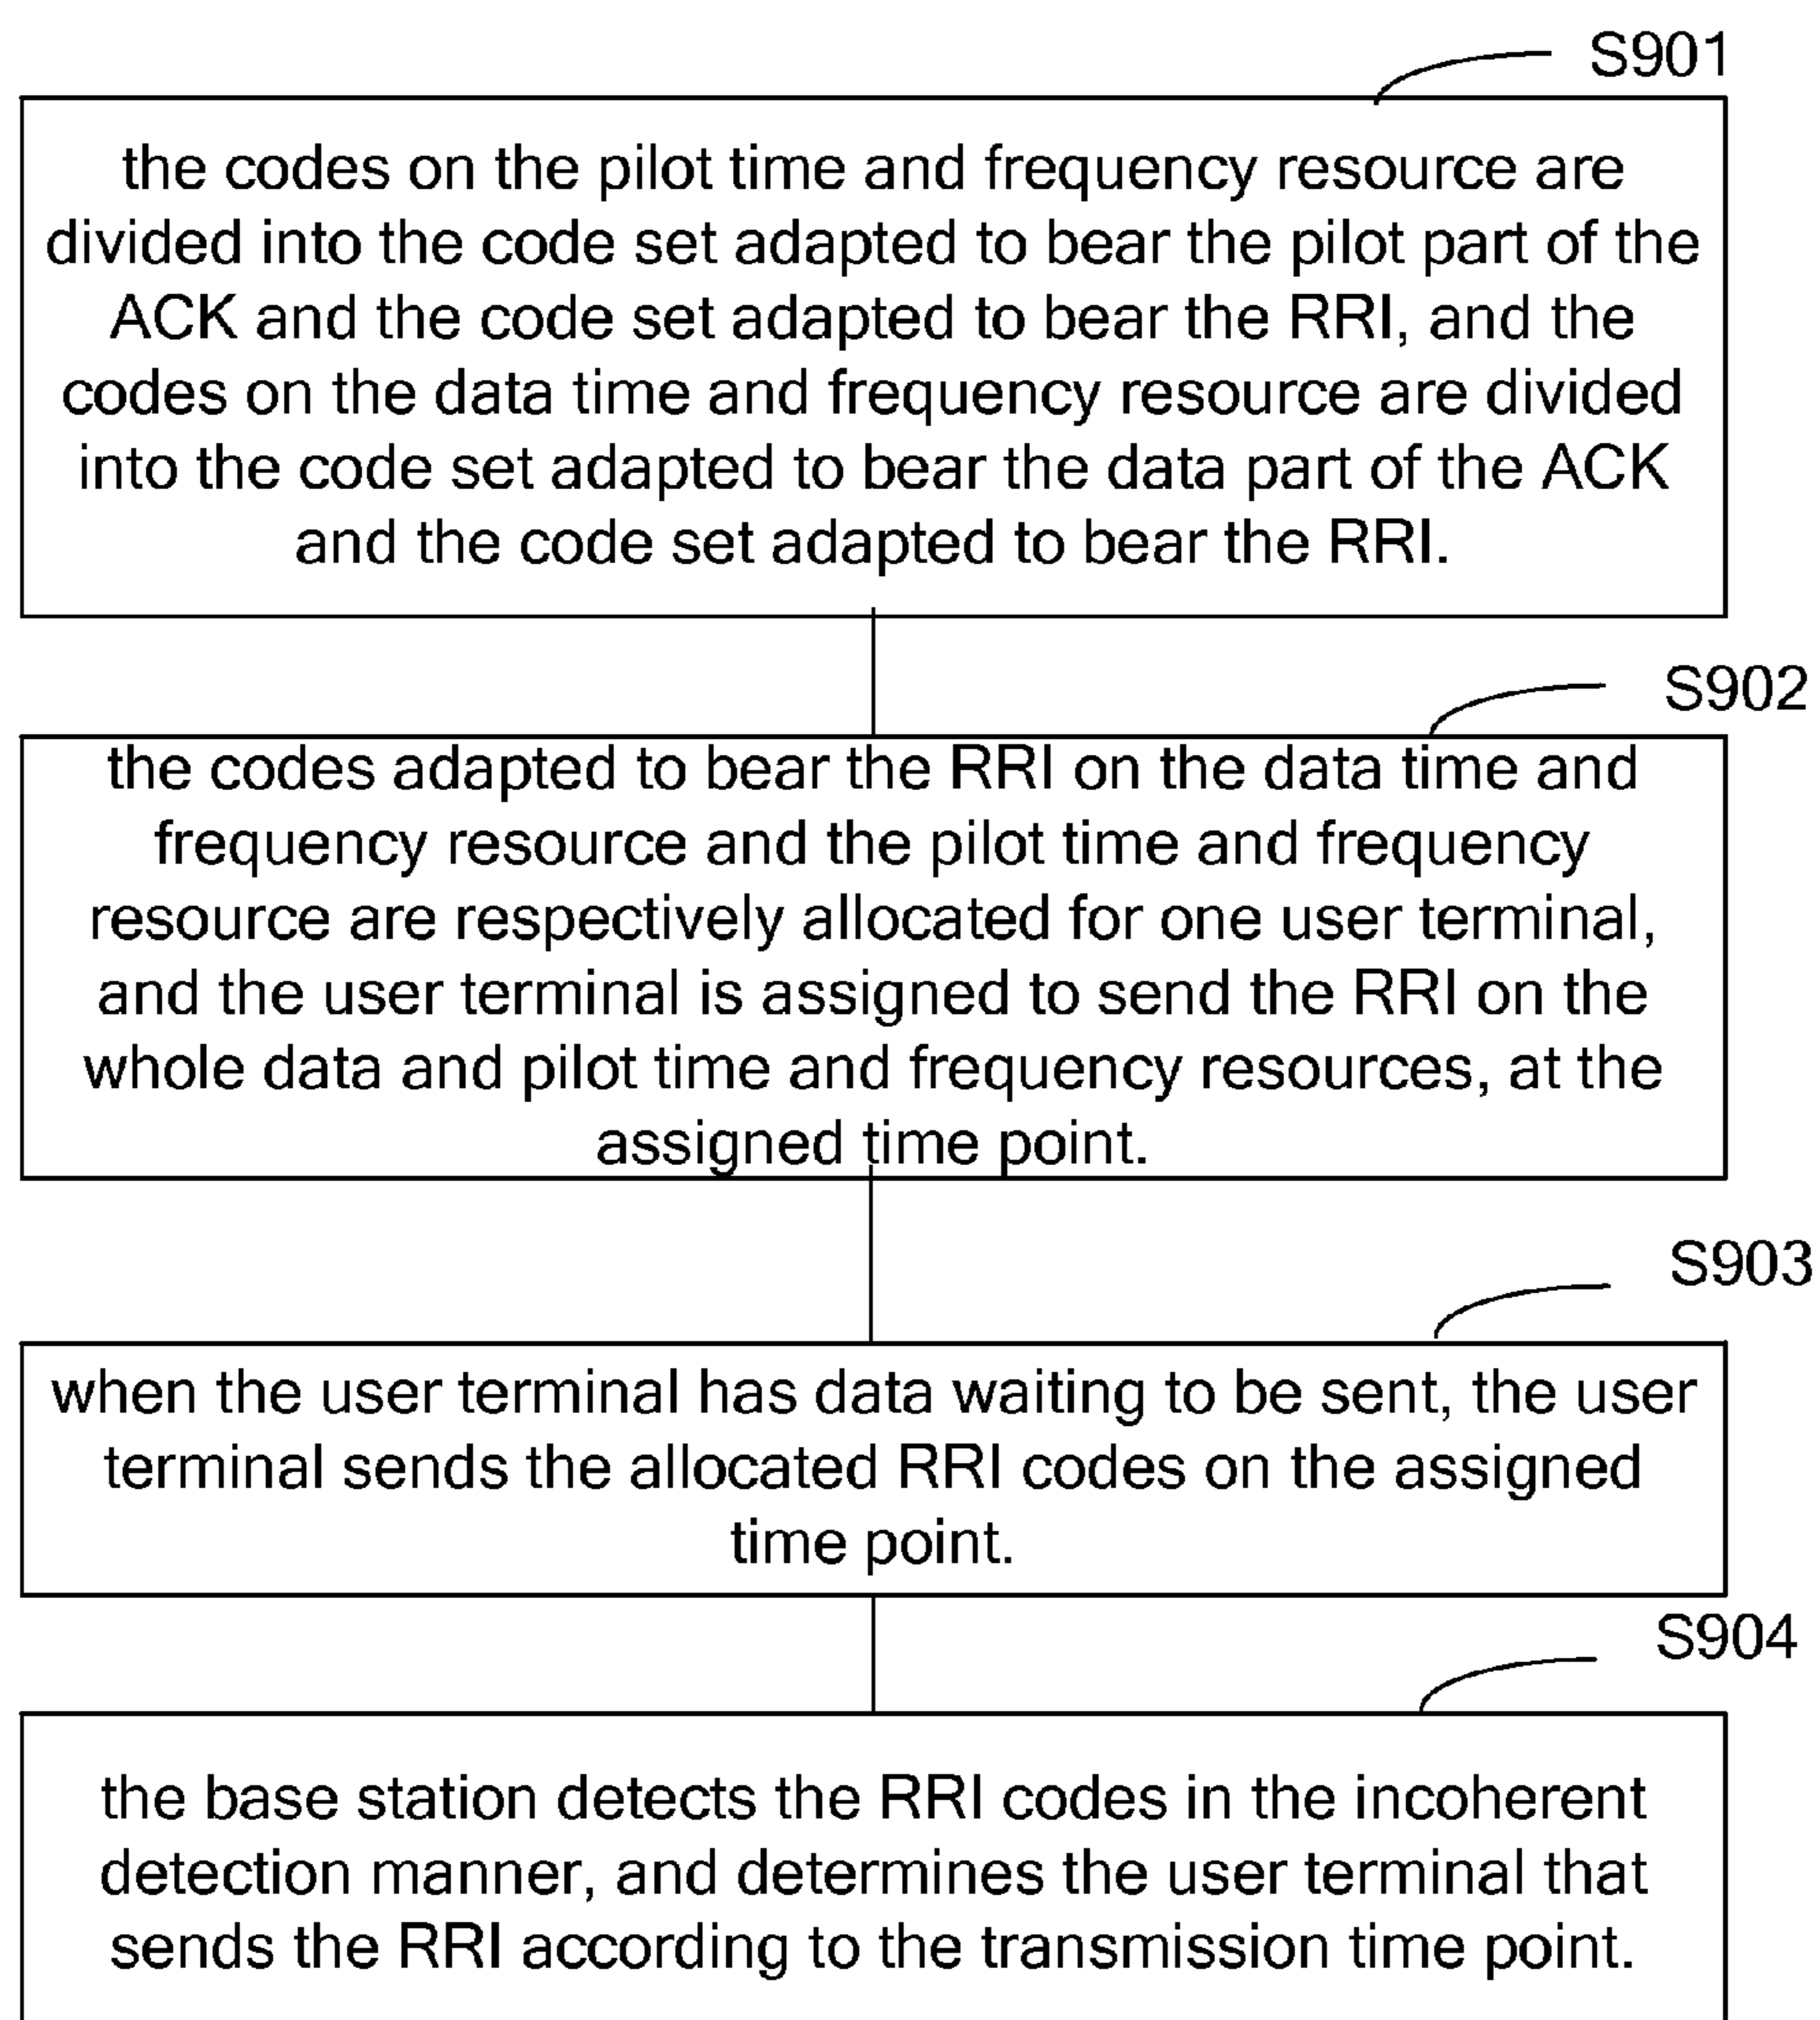 S901
the codes on the pilot time and frequency resource are
divided into the code set adapted to bear the pilot part of the
ACK and the code set adapted to bear the RRI, and the
codes on the data time and frequency resource are divided
into the code set adapted to bear the data part of the ACK
and the code set adapted to bear the RRI.
S902
the codes adapted to bear the RRI on the data time and
frequency resource and the pilot time and frequency
resource are respectively allocated for one user terminal,
and the user terminal is assigned to send the RRI on the
whole data and pilot time and frequency resources, at the
assigned time point.
S903
when the user terminal has data waiting to be sent, the user
terminal sends the allocated RRI codes on the assigned
time point.
S904
the base station detects the RRI codes in the incoherent
detection manner, and determines the user terminal that
sends the RRI according to the transmission time point.